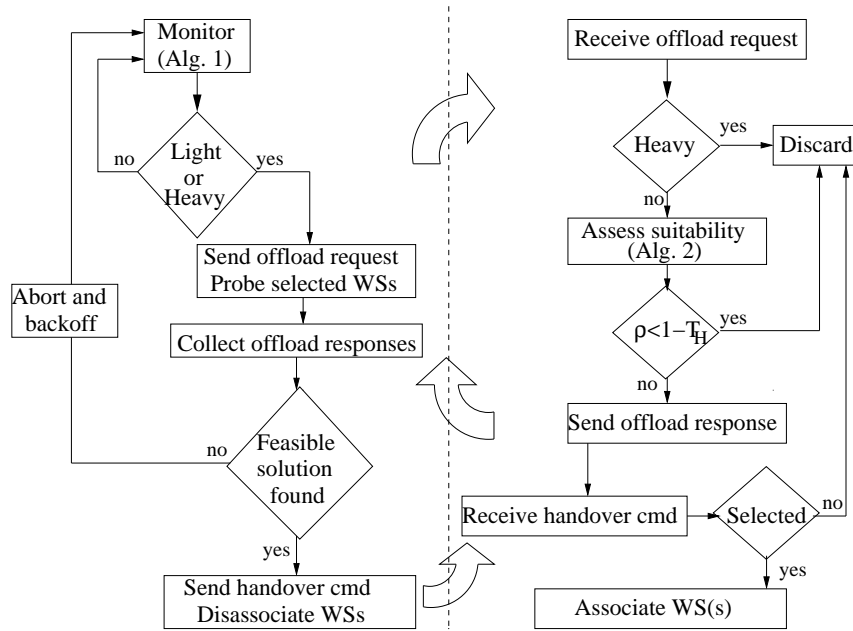 Monitor
(Alg. 1)
Light
or
Heavy
no
yes
Send offload request
Probe selected WSs
Abort and
backoff
Collect offload responses
Feasible
solution
found
no
yes
Send handover cmd
Disassociate WSs
Receive offload request
Heavy
yes
Discard
no
Assess suitability
(Alg. 2)
ρ<1−T_H
yes
no
Send offload response
Receive handover cmd
Selected
no
yes
Associate WS(s)